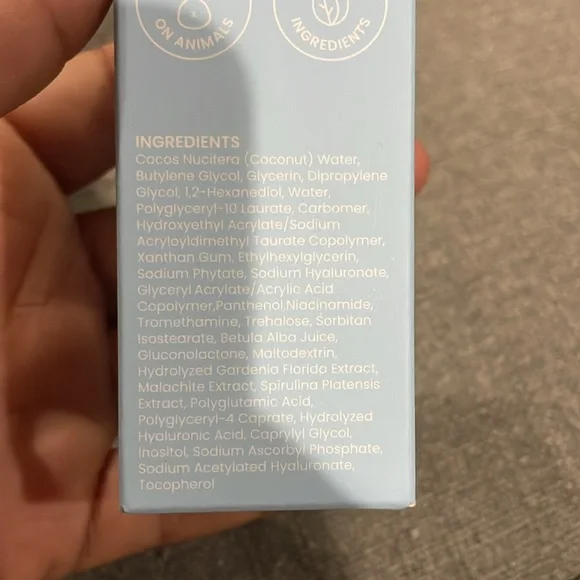 ON ANIMALS
INGREDIENTS
INGREDIENTS
Cacos Nucifera (Coconut) Water,
Butylene Glycol, Glycerin, Dipropylene
Glycol, 1,2-Hexanediol, Water,
Polyglyceryl-10 Laurate, Carbomer,
Hydroxyethyl Acrylate/Sodium
Acryloyldimethyl Taurate Copolymer,
Xanthan Gum, Ethylhexylglycerin,
Sodium Phytate, Sodium Hyaluronate,
Glyceryl Acrylate/Acrylic Acid
Copolymer,Panthenol,Niacinamide,
Tromethamine, Trehalose, Sorbitan
Isostearate, Betula Alba Juice,
Gluconolactone, Maltodextrin,
Hydrolyzed Gardenia Florida Extract,
Malachite Extract, Spirulina Platensis
Extract, Polyglutamic Acid,
Polyglyceryl-4 Caprate, Hydrolyzed
Hyaluronic Acid, Caprylyl Glycol,
Inositol, Sodium Ascorbyl Phosphate,
Sodium Acetylated Hyaluronate,
Tocopherol